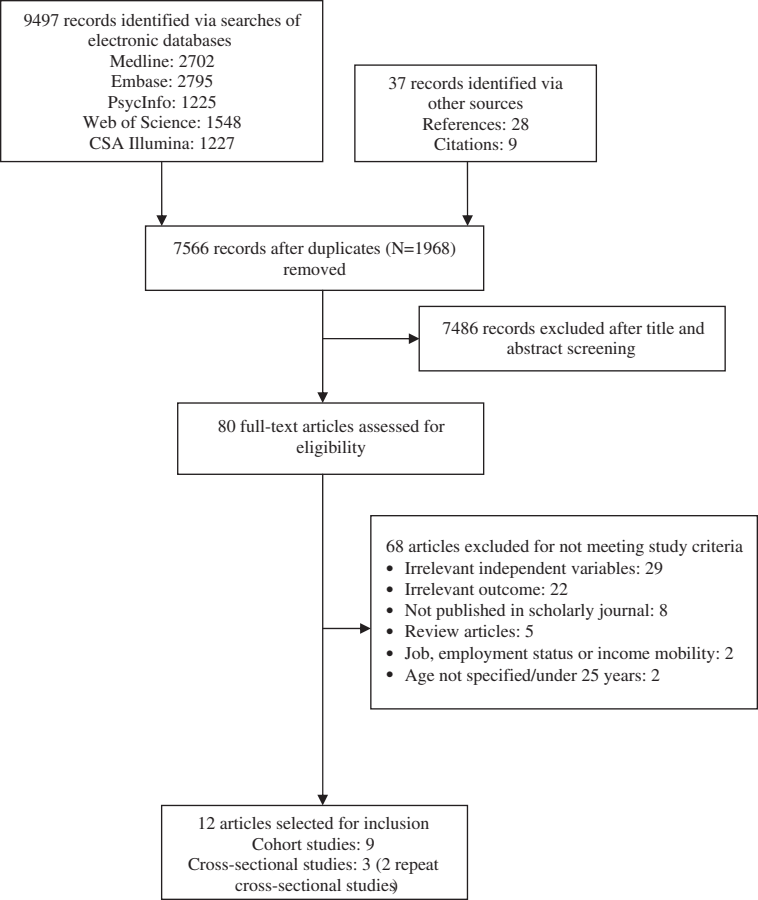 9497 records identified via searches of
electronic databases
Medline: 2702
Embase: 2795
PsycInfo: 1225
Web of Science: 1548
CSA Illumina: 1227
37 records identified via
other sources
References: 28
Citations: 9
7566 records after duplicates (N=1968)
removed
7486 records excluded after title and
abstract screening
80 full-text articles assessed for
eligibility
68 articles excluded for not meeting study criteria
• Irrelevant independent variables: 29
• Irrelevant outcome: 22
• Not published in scholarly journal: 8
• Review articles: 5
• Job, employment status or income mobility: 2
• Age not specified/under 25 years: 2
12 articles selected for inclusion
Cohort studies: 9
Cross-sectional studies: 3 (2 repeat
cross-sectional studies)